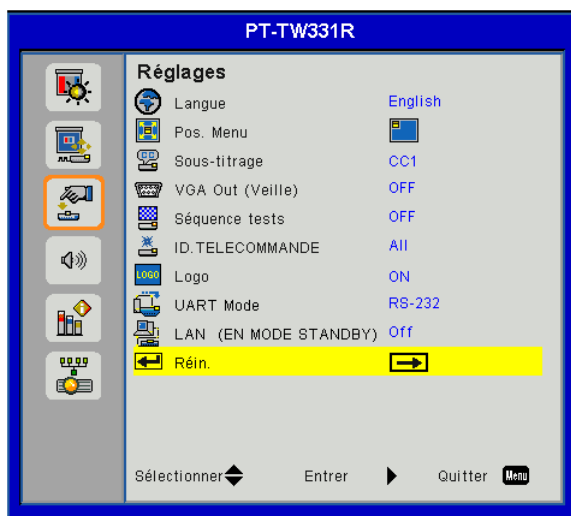 PT-TW331R
Réglages
Langue English
Pos. Menu
Sous-titrage CC1
VGA Out (Veille) OFF
Séquence tests OFF
ID.TELECOMMANDE All
LOGO Logo ON
UART Mode RS-232
LAN (EN MODE STANDBY) Off
Réin.
Sélectionner Entrer Quitter Menu